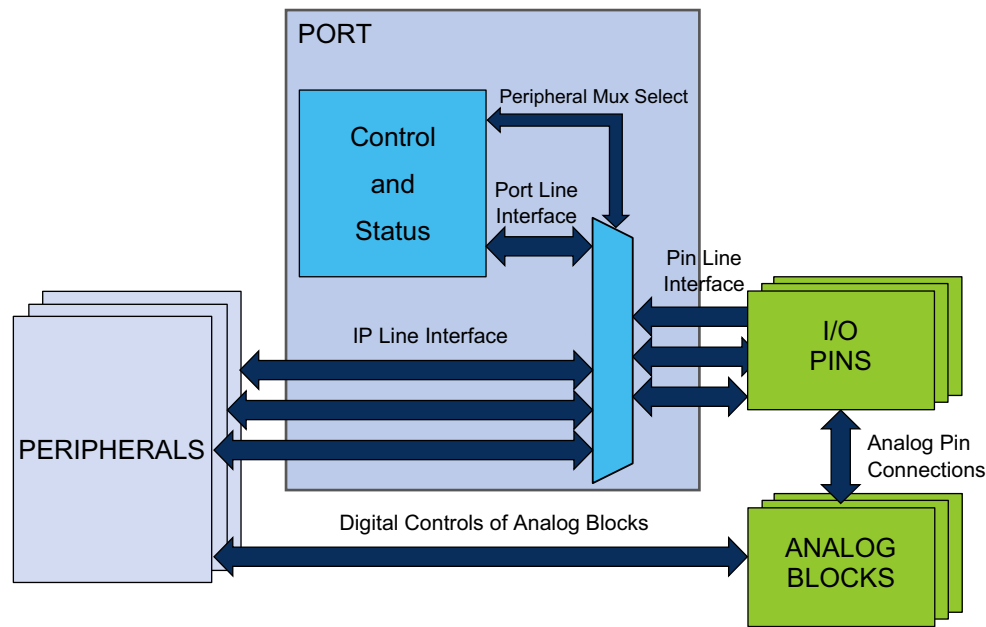 PORT
Peripheral Mux Select
Control
and
Status
Port Line
Interface
Pin Line
Interface
IP Line Interface
I/O
PINS
PERIPHERALS
Analog Pin
Connections
Digital Controls of Analog Blocks
ANALOG
BLOCKS